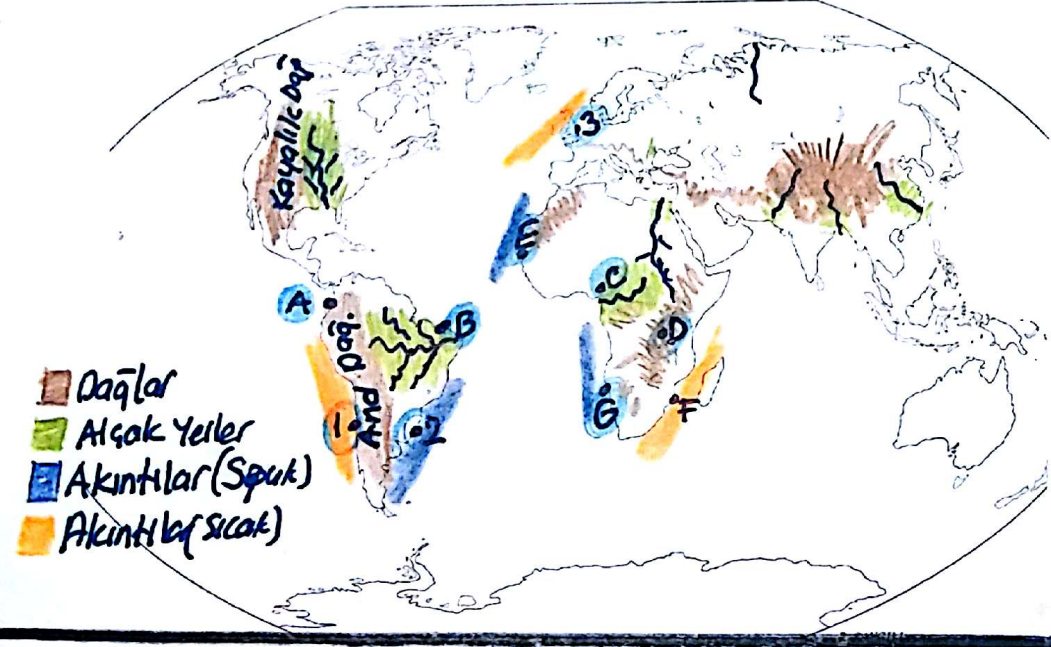 Kayalık Dağ
3
E
C
A
B
And Dağ.
D
1
2
G
F
Dağlar
Alçak Yerler
Akıntılar (Soğuk)
Akıntılar (sıcak)